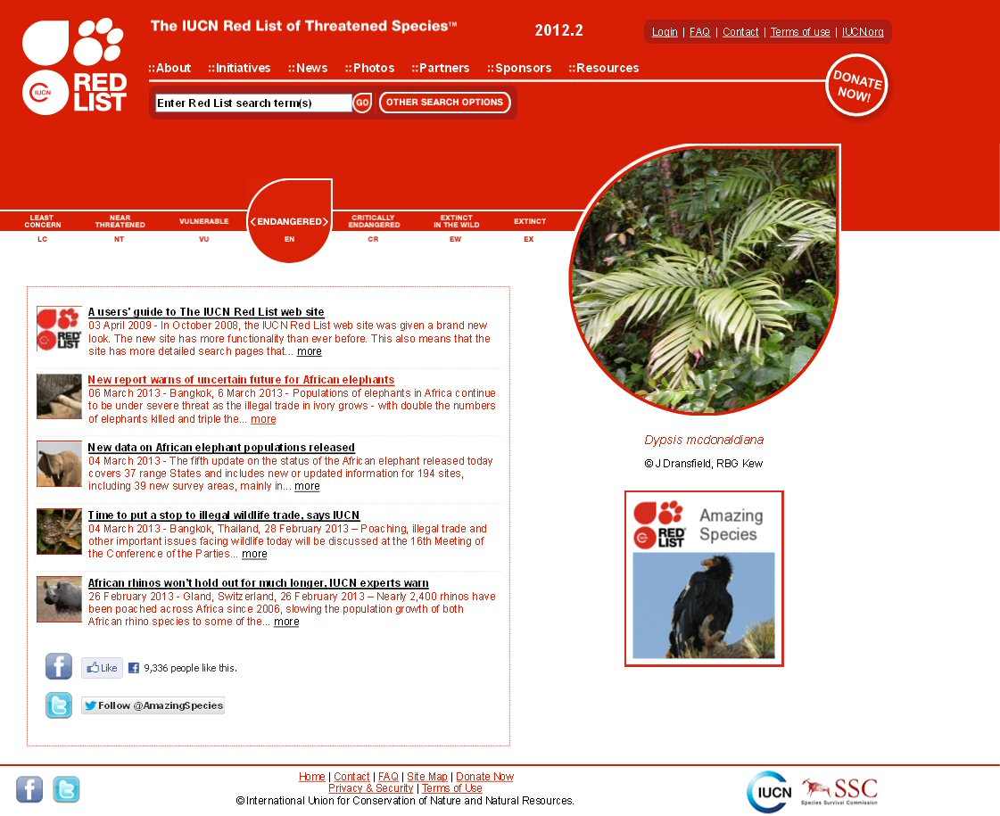 The IUCN Red List of Threatened Species™
2012.2
Login | FAQ | Contact | Terms of use | IUCN.org
IUCN
RED
LIST
::About ::Initiatives ::News ::Photos ::Partners ::Sponsors ::Resources
DONATE
NOW!
Enter Red List search term(s) GO OTHER SEARCH OPTIONS
LEAST
CONCERN
LC
NEAR
THREATENED
NT
VULNERABLE
VU
<ENDANGERED>
EN
CRITICALLY
ENDANGERED
CR
EXTINCT
IN THE WILD
EW
EXTINCT
EX
RED
LIST
A users' guide to The IUCN Red List web site
03 April 2009 - In October 2008, the IUCN Red List web site was given a brand new
look. The new site has more functionality than ever before. This also means that the
site has more detailed search pages that... more
New report warns of uncertain future for African elephants
06 March 2013 - Bangkok, 6 March 2013 - Populations of elephants in Africa continue
to be under severe threat as the illegal trade in ivory grows - with double the numbers
of elephants killed and triple the... more
New data on African elephant populations released
04 March 2013 - The fifth update on the status of the African elephant released today
covers 37 range States and includes new or updated information for 194 sites,
including 39 new survey areas, mainly in... more
Time to put a stop to illegal wildlife trade, says IUCN
04 March 2013 - Bangkok, Thailand, 28 February 2013 – Poaching, illegal trade and
other important issues facing wildlife today will be discussed at the 16th Meeting of
the Conference of the Parties... more
African rhinos won't hold out for much longer, IUCN experts warn
26 February 2013 - Gland, Switzerland, 26 February 2013 – Nearly 2,400 rhinos have
been poached across Africa since 2006, slowing the population growth of both
African rhino species to some of the... more
Like 9,336 people like this.
Follow @AmazingSpecies
Dypsis mcdonaldiana
© J Dransfield, RBG Kew
RED
LIST
Amazing
Species
Home | Contact | FAQ | Site Map | Donate Now
Privacy & Security | Terms of Use
© International Union for Conservation of Nature and Natural Resources.
IUCN
SSC
Species Survival Commission